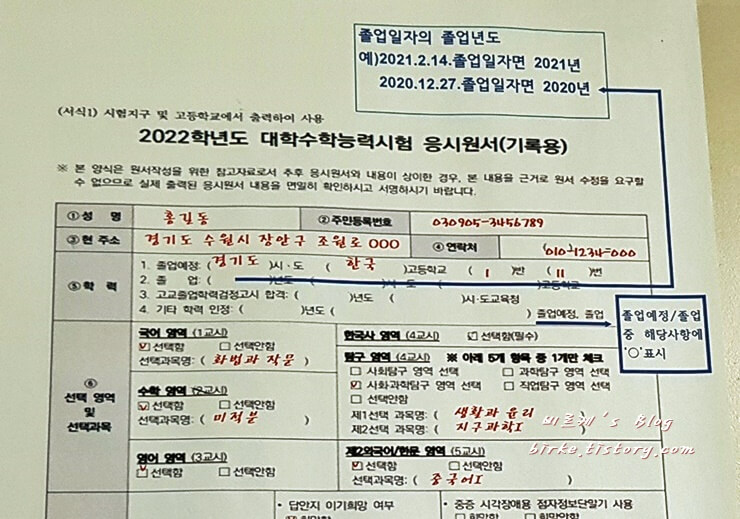 졸업일자의 졸업년도
예)2021.2.14.졸업일자면 2021년
2020.12.27.졸업일자면 2020년
(서식1) 시험지구 및 고등학교에서 출력하여 사용
2022학년도 대학수학능력시험 응시원서(기록용)
※ 본 양식은 원서작성을 위한 참고자료로서 추후 응시원서와 내용이 상이한 경우, 본 내용을 근거로 원서 수정을 요구할
수 없으므로 실제 출력된 응시원서 내용을 면밀히 확인하시고 서명하시기 바랍니다.
①성 명 홍길동 ②주민등록번호 030905-3456789
③현 주소 경기도 수원시 장안구 조원로 000 ④연락처 (010-1234-000
⑤학 력
1. 졸업예정: (경기도 )시·도 ( 한국 )고등학교 ( 1 )반 ( 11 )번
2. 졸 업: ( )년도 ( )고등학교
3. 고교졸업학력검정고시 합격: ( )년도 ( )시·도교육청
4. 기타 학력 인정: ( )년도 ( ) 졸업예정, 졸업
졸업예정/졸업
중 해당사항에
'○'표시
⑥
선택 영역
및
선택과목
국어 영역 (1교시)
☑선택함 □선택안함
선택과목명: ( 화법과 작문 )
수학 영역 (2교시)
☑선택함 □선택안함
선택과목명: ( 미적분 )
영어 영역 (3교시)
☑선택함 □선택안함
한국사 영역 (4교시) ☑선택함(필수)
탐구 영역 (4교시) ※ 아래 5개 항목 중 1개만 체크
□사회탐구 영역 선택 □과학탐구 영역 선택
☑사회과학탐구 영역 선택 □직업탐구 영역 선택
□선택안함
제1선택 과목명: ( 생활과 윤리
제2선택 과목명: ( 지구과학I
제2외국어/한문 영역 (5교시)
☑선택함 □선택안함
선택과목명: ( 중국어I )
비르케's Blog
birke.tistory.com
· 답안지 이기희망 여부
· 중증 시각장애용 점자정보단말기 사용
☑희망함 □희망안함